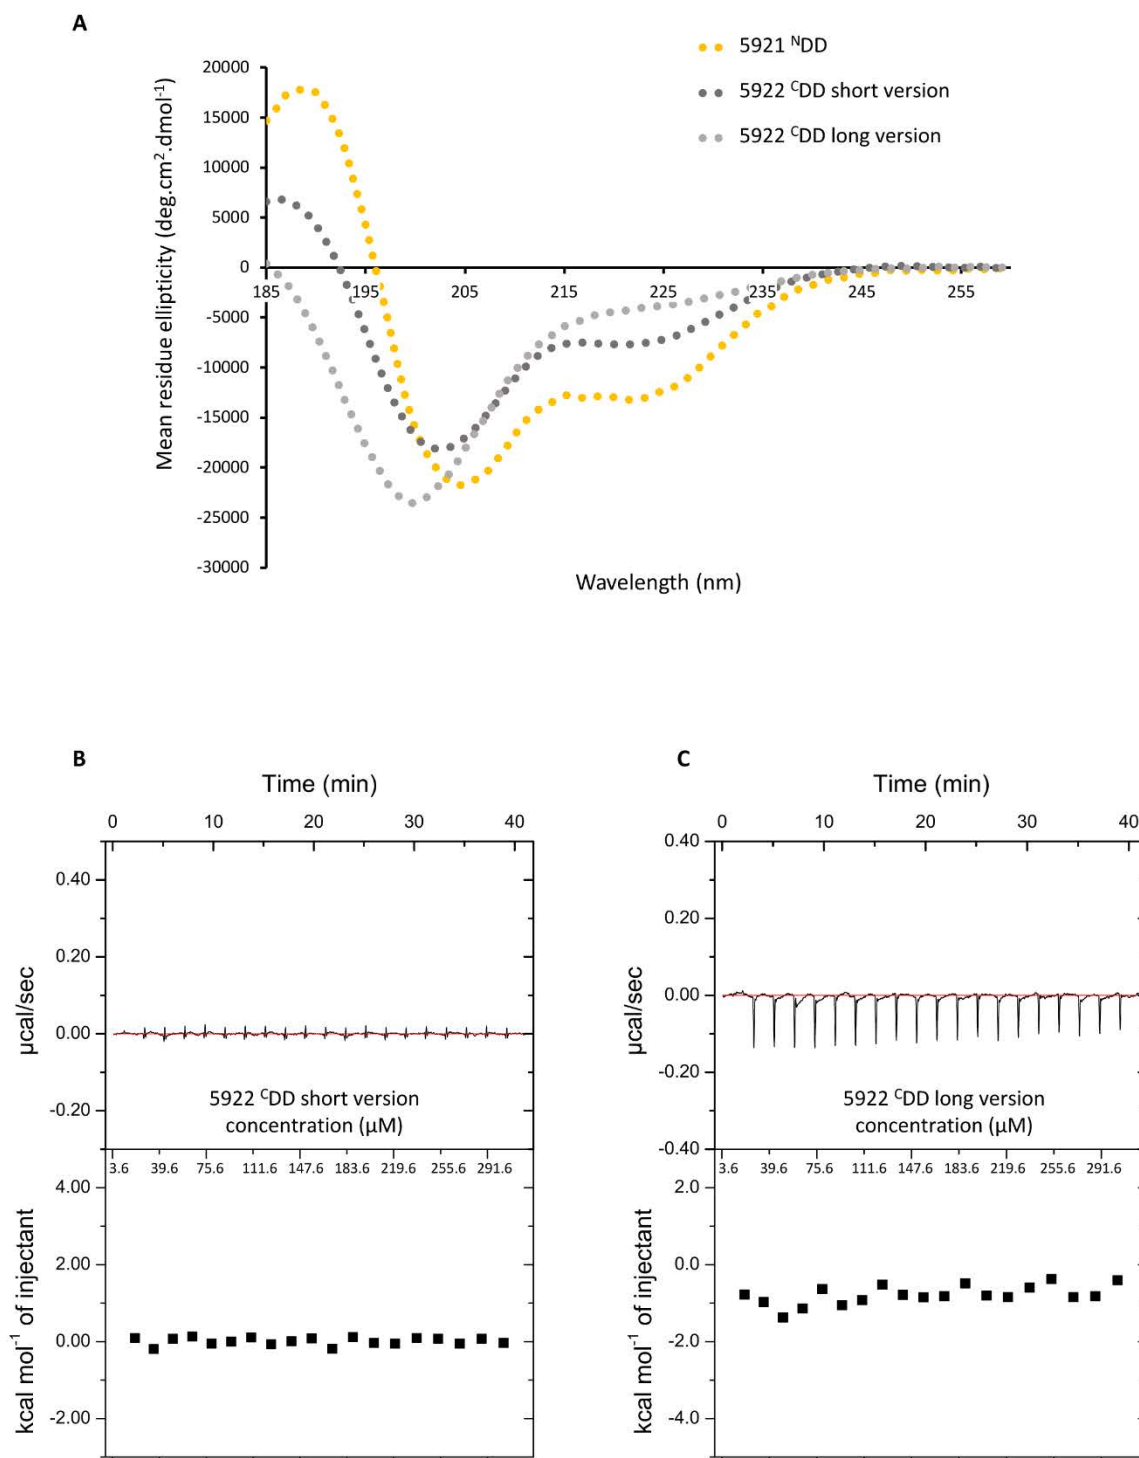 A
5921 ᴺDD
5922 ᶜDD short version
5922 ᶜDD long version
Mean residue ellipticity (deg.cm².dmol⁻¹)
20000
15000
10000
5000
0
-5000
-10000
-15000
-20000
-25000
-30000
185 195 205 215 225 235 245 255
Wavelength (nm)
B
Time (min)
0 10 20 30 40
0.40
0.20
0.00
-0.20
µcal/sec
5922 ᶜDD short version
concentration (µM)
3.6 39.6 75.6 111.6 147.6 183.6 219.6 255.6 291.6
4.00
2.00
0.00
-2.00
kcal mol⁻¹ of injectant
C
Time (min)
0 10 20 30 40
0.40
0.20
0.00
-0.20
-0.40
µcal/sec
5922 ᶜDD long version
concentration (µM)
3.6 39.6 75.6 111.6 147.6 183.6 219.6 255.6 291.6
2.0
0.0
-2.0
-4.0
kcal mol⁻¹ of injectant